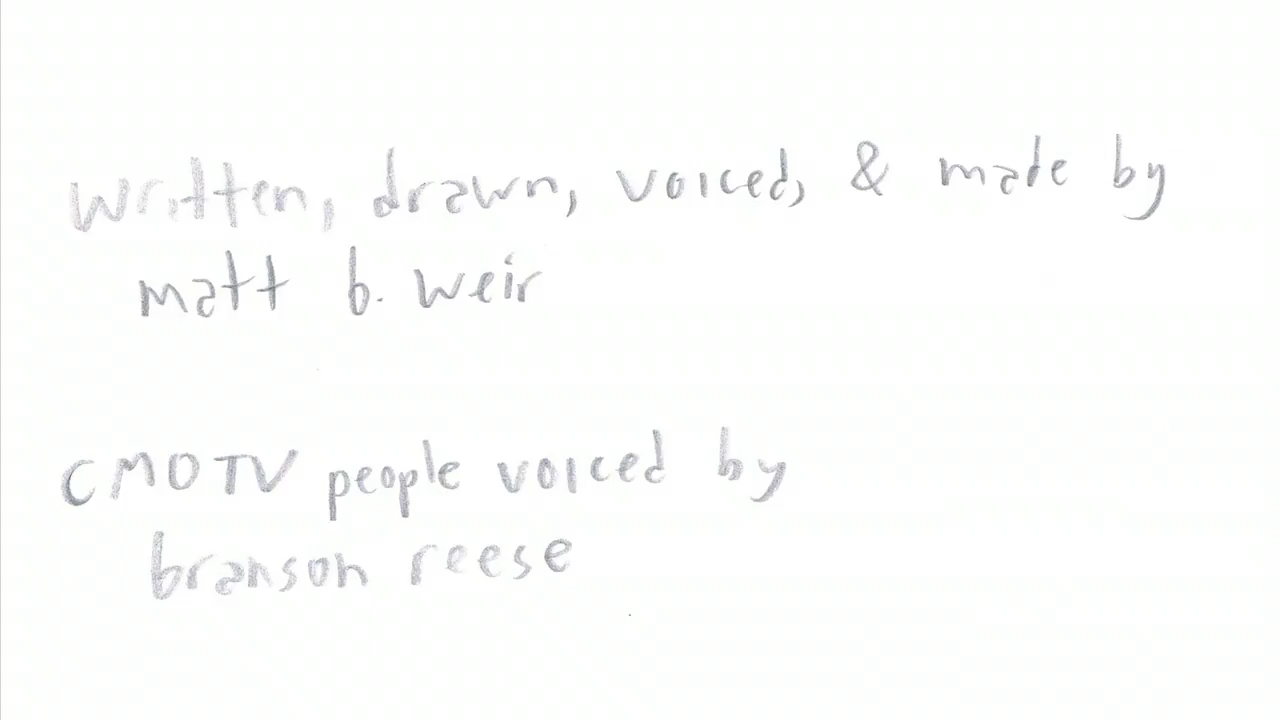 written, drawn, voiced, & made by
matt b. weir
CMOTV people voiced by
branson reese